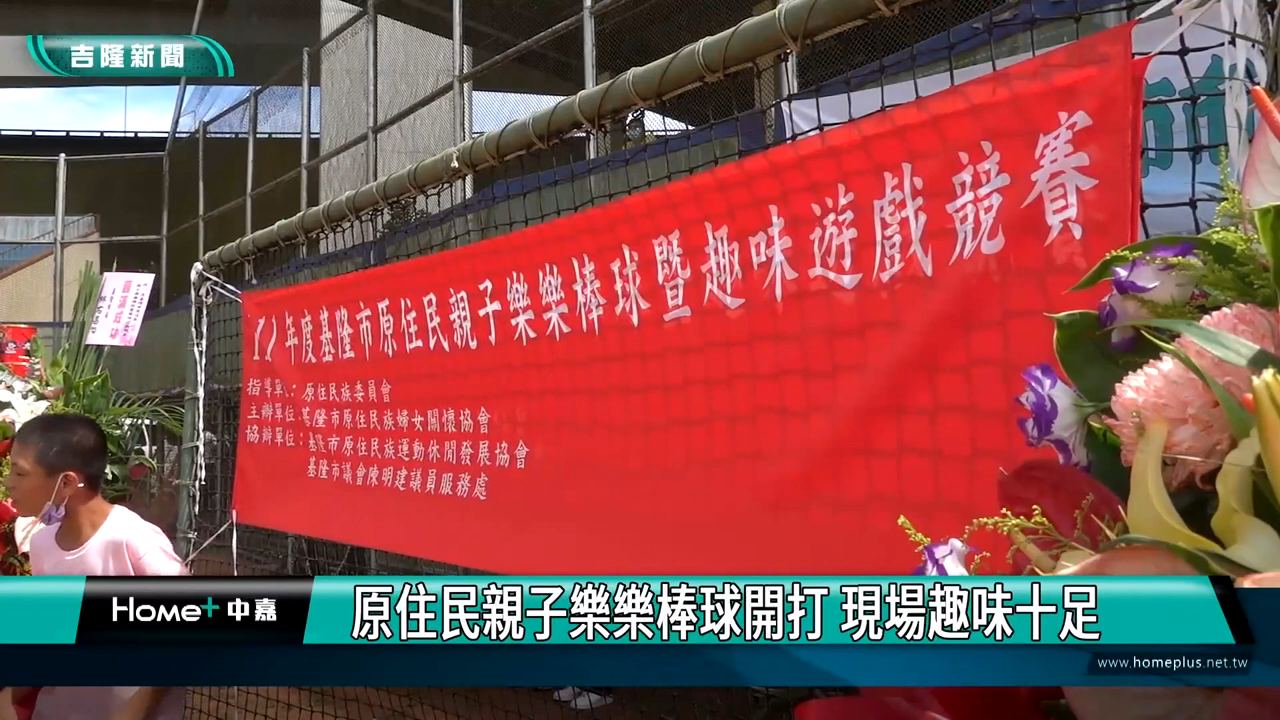 吉隆新聞
年度基隆市原住民親子樂樂棒球暨趣味遊戲競賽
指導單：原住民族委員會
主辦單位：基隆市原住民族婦女關懷協會
協辦單位：基隆市原住民族運動休閒發展協會
基隆市議會陳明建議員服務處
Home+ 中嘉
原住民親子樂樂棒球開打 現場趣味十足
www.homeplus.net.tw